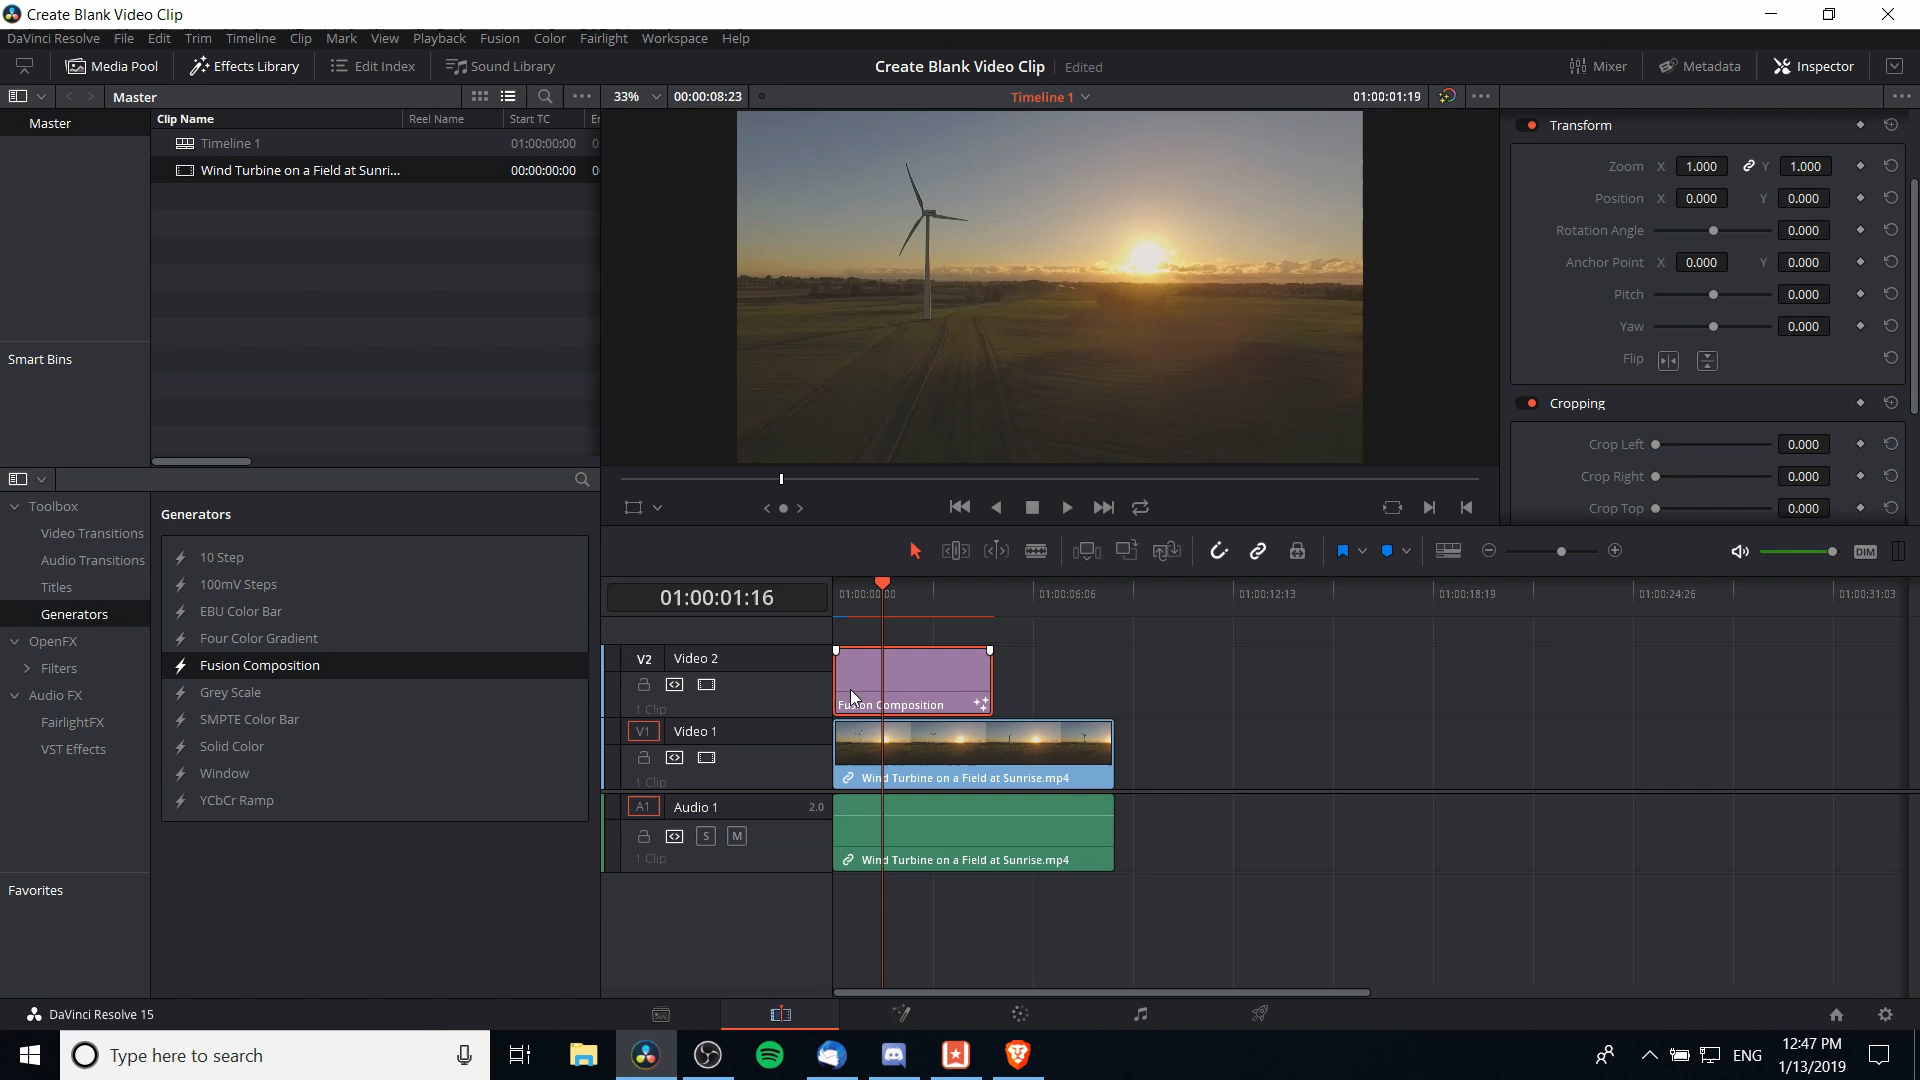 Create Blank Video Clip
DaVinci Resolve File Edit Trim Timeline Clip Mark View Playback Fusion Color Fairlight Workspace Help
Media Pool Effects Library Edit Index Sound Library Create Blank Video Clip Edited Mixer Metadata Inspector
Master 33% 00:00:08:23 Timeline 1 01:00:01:19
Master
Clip Name Reel Name Start TC
Timeline 1 01:00:00:00
Wind Turbine on a Field at Sunri... 00:00:00:00
Smart Bins
Transform
Zoom X 1.000 Y 1.000
Position X 0.000 Y 0.000
Rotation Angle 0.000
Anchor Point X 0.000 Y 0.000
Pitch 0.000
Yaw 0.000
Flip
Cropping
Crop Left 0.000
Crop Right 0.000
Crop Top 0.000
Toolbox
Video Transitions
Audio Transitions
Titles
Generators
OpenFX
Filters
Audio FX
FairlightFX
VST Effects
Favorites
Generators
10 Step
100mV Steps
EBU Color Bar
Four Color Gradient
Fusion Composition
Grey Scale
SMPTE Color Bar
Solid Color
Window
YCbCr Ramp
DIM
01:00:01:16 01:00:00:00 01:00:06:06 01:00:12:13 01:00:18:19 01:00:24:26 01:00:31:03
V2 Video 2
1 Clip
Fusion Composition
V1 Video 1
1 Clip
Wind Turbine on a Field at Sunrise.mp4
A1 Audio 1 2.0
S M
1 Clip
Wind Turbine on a Field at Sunrise.mp4
DaVinci Resolve 15
Type here to search
ENG
12:47 PM
1/13/2019